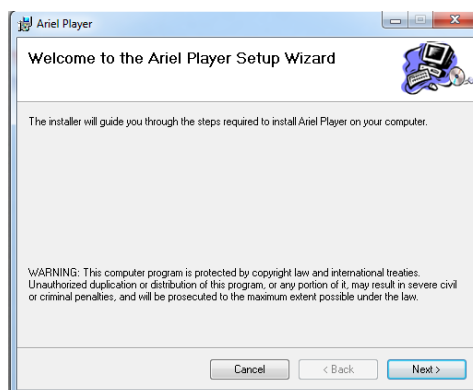 Ariel Player
Welcome to the Ariel Player Setup Wizard
The installer will guide you through the steps required to install Ariel Player on your computer.
WARNING: This computer program is protected by copyright law and international treaties.
Unauthorized duplication or distribution of this program, or any portion of it, may result in severe civil
or criminal penalties, and will be prosecuted to the maximum extent possible under the law.
Cancel
< Back
Next >